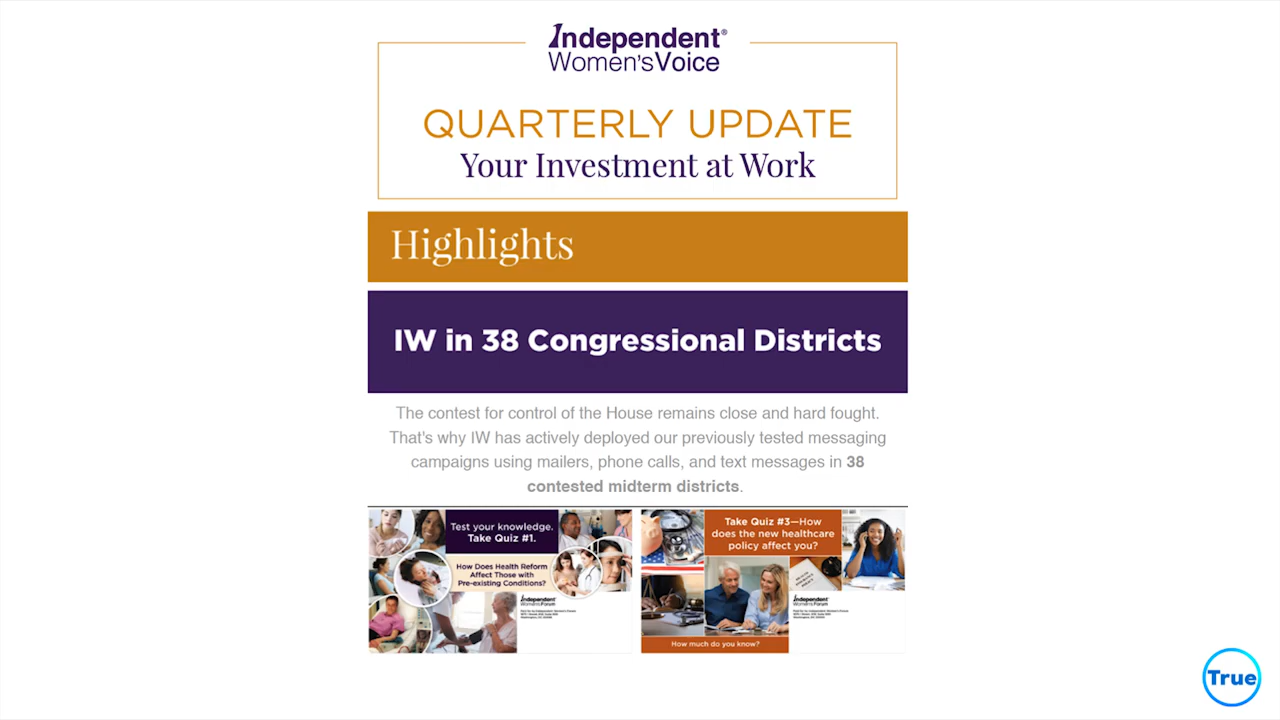 Independent®
Women'sVoice
QUARTERLY UPDATE
Your Investment at Work
Highlights
IW in 38 Congressional Districts
The contest for control of the House remains close and hard fought.
That's why IW has actively deployed our previously tested messaging
campaigns using mailers, phone calls, and text messages in 38
contested midterm districts.
Test your knowledge.
Take Quiz #1.
How Does Health Reform
Affect Those with
Pre-existing Conditions?
Independent
Women'sForum
Take Quiz #3—How
does the new healthcare
policy affect you?
Independent
Women'sForum
How much do you know?
True